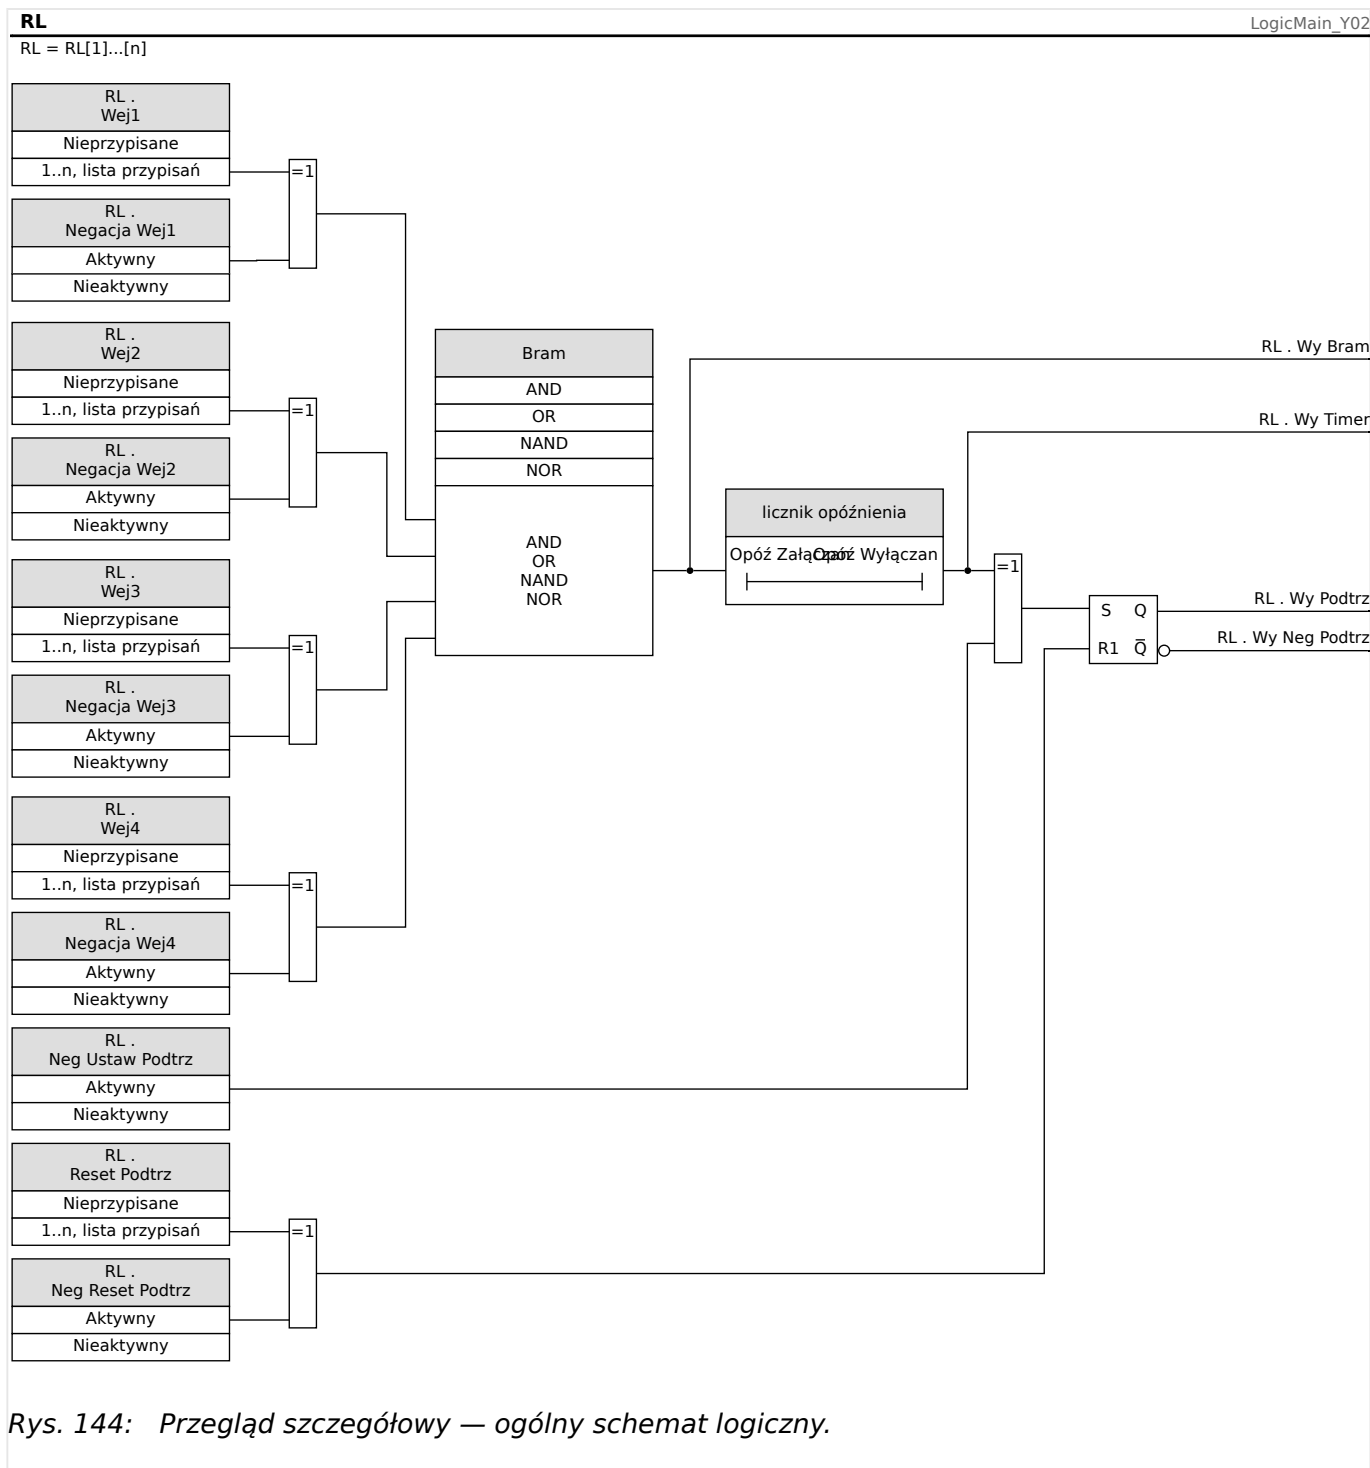 RL
LogicMain_Y02
RL = RL[1]...[n]
RL .
Wej1
Nieprzypisane
1..n, lista przypisań
=1
RL .
Negacja Wej1
Aktywny
Nieaktywny
RL .
Wej2
Nieprzypisane
1..n, lista przypisań
=1
RL .
Negacja Wej2
Aktywny
Nieaktywny
RL .
Wej3
Nieprzypisane
1..n, lista przypisań
=1
RL .
Negacja Wej3
Aktywny
Nieaktywny
RL .
Wej4
Nieprzypisane
1..n, lista przypisań
=1
RL .
Negacja Wej4
Aktywny
Nieaktywny
RL .
Neg Ustaw Podtrz
Aktywny
Nieaktywny
RL .
Reset Podtrz
Nieprzypisane
1..n, lista przypisań
=1
RL .
Neg Reset Podtrz
Aktywny
Nieaktywny
Bram
AND
OR
NAND
NOR
AND
OR
NAND
NOR
licznik opóźnienia
Opóź Załączan
Opóź Wyłączan
=1
S Q
R1 Q̅
RL . Wy Bram
RL . Wy Timer
RL . Wy Podtrz
RL . Wy Neg Podtrz
Rys. 144: Przegląd szczegółowy — ogólny schemat logiczny.